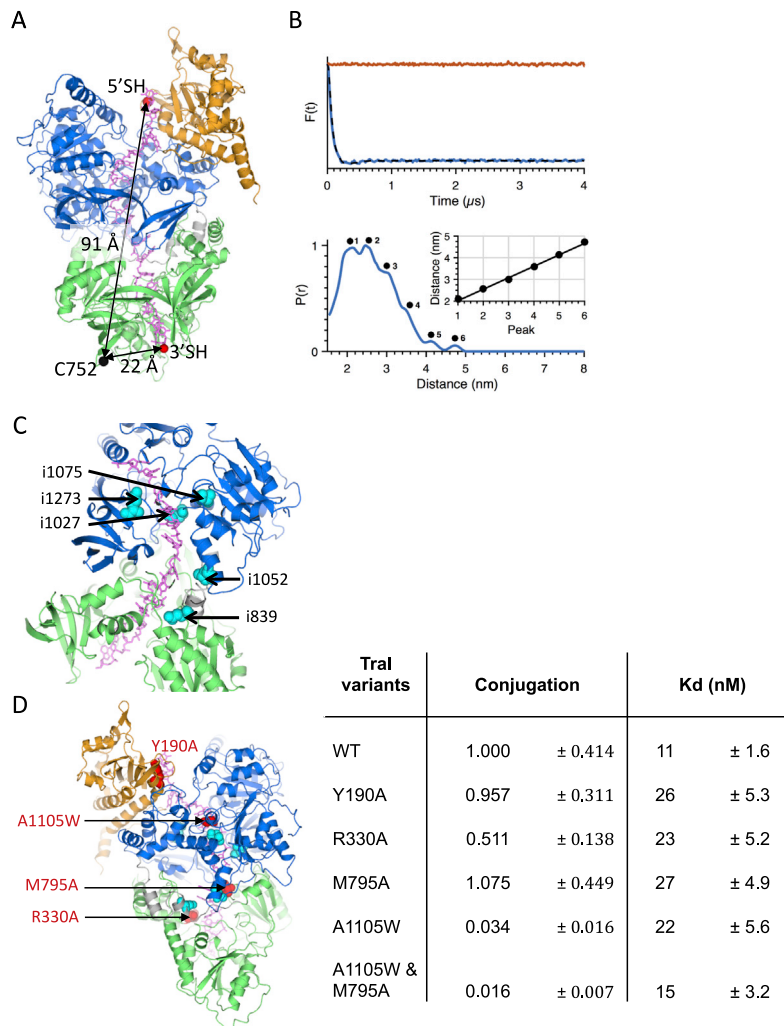 A
5'SH
91 Å
3'SH
C752
22 Å
B
F(t)
0 1 2 3 4
Time (µs)
1
P(r)
0
1 2 3 4 5 6
5
4
3
2
Distance (nm)
1 2 3 4 5 6
Peak
2 3 4 5 6 7 8
Distance (nm)
C
i1075
i1273
i1027
i1052
i839
D
Y190A
A1105W
M795A
R330A
TraI variants Conjugation Kd (nM)
WT 1.000 ± 0.414 11 ± 1.6
Y190A 0.957 ± 0.311 26 ± 5.3
R330A 0.511 ± 0.138 23 ± 5.2
M795A 1.075 ± 0.449 27 ± 4.9
A1105W 0.034 ± 0.016 22 ± 5.6
A1105W &
M795A 0.016 ± 0.007 15 ± 3.2